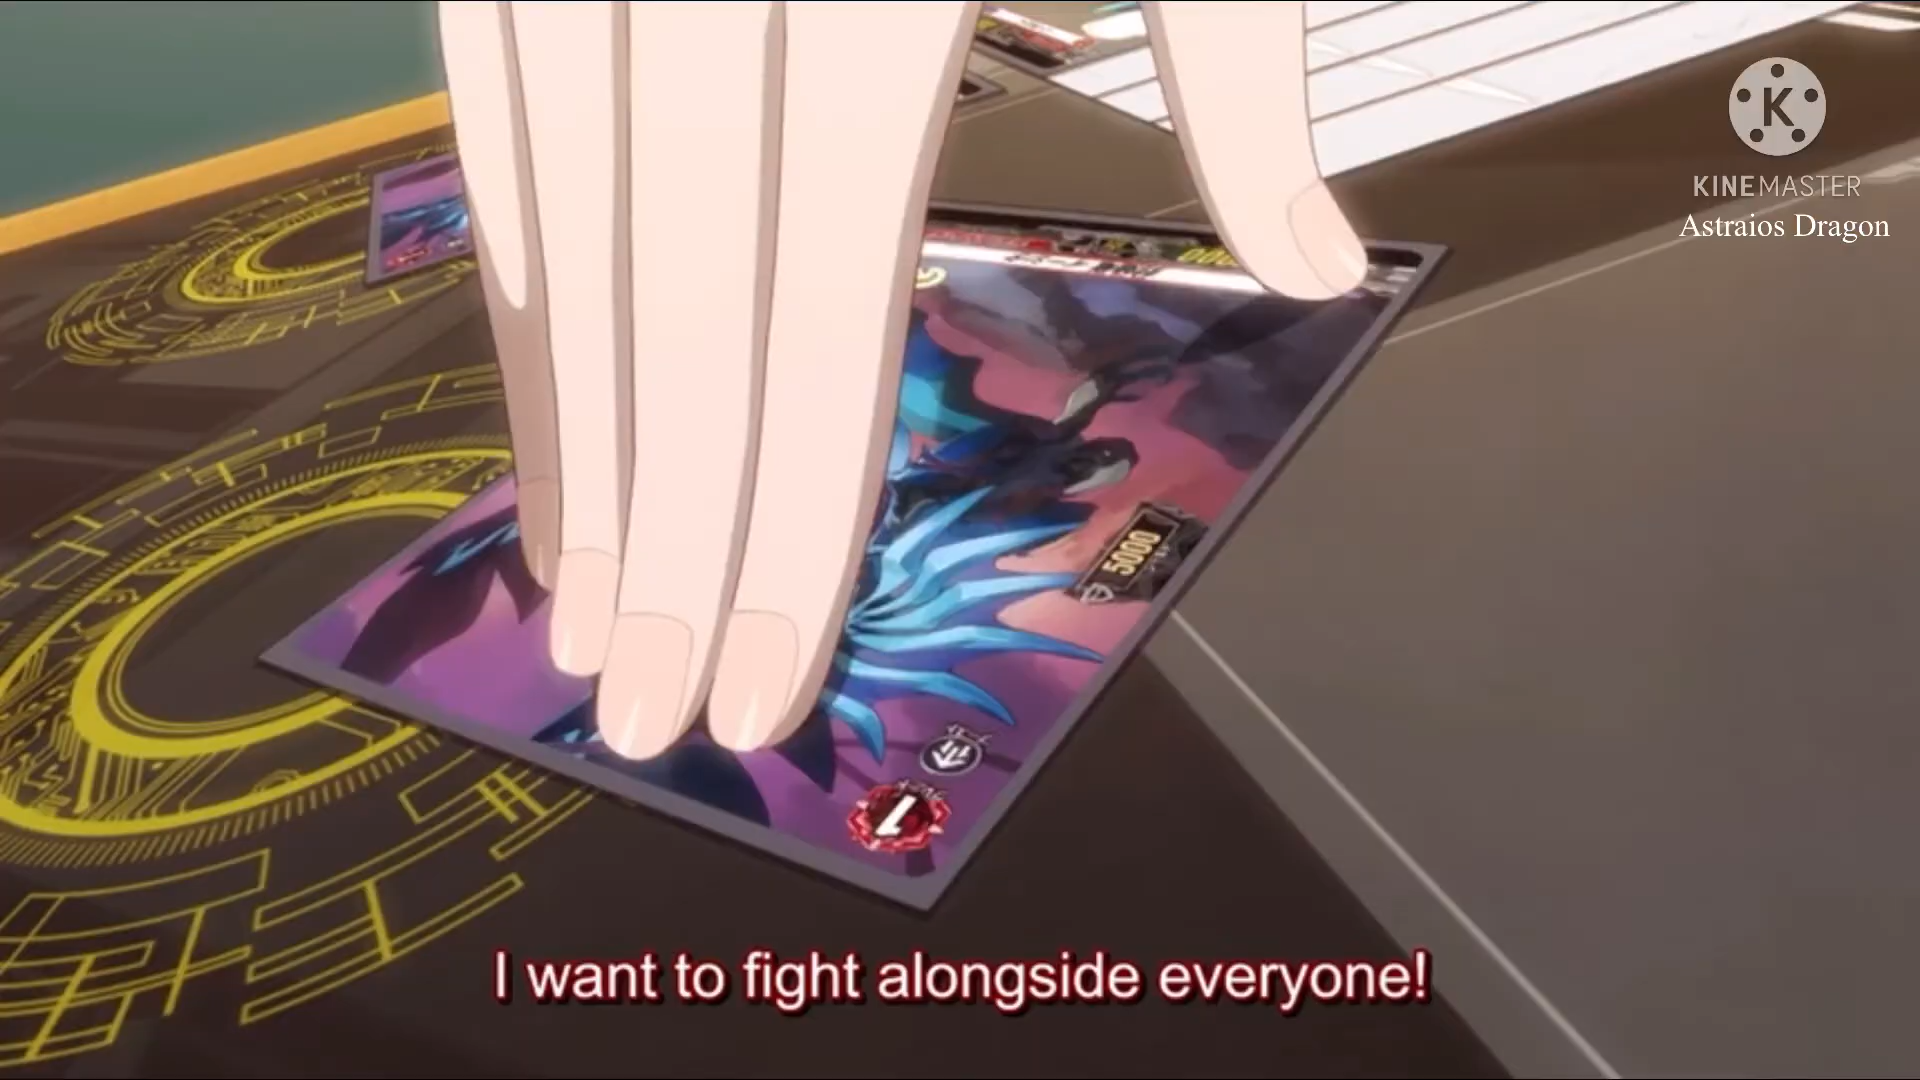 K
KINEMASTER
Astraios Dragon
5000
1
I want to fight alongside everyone!